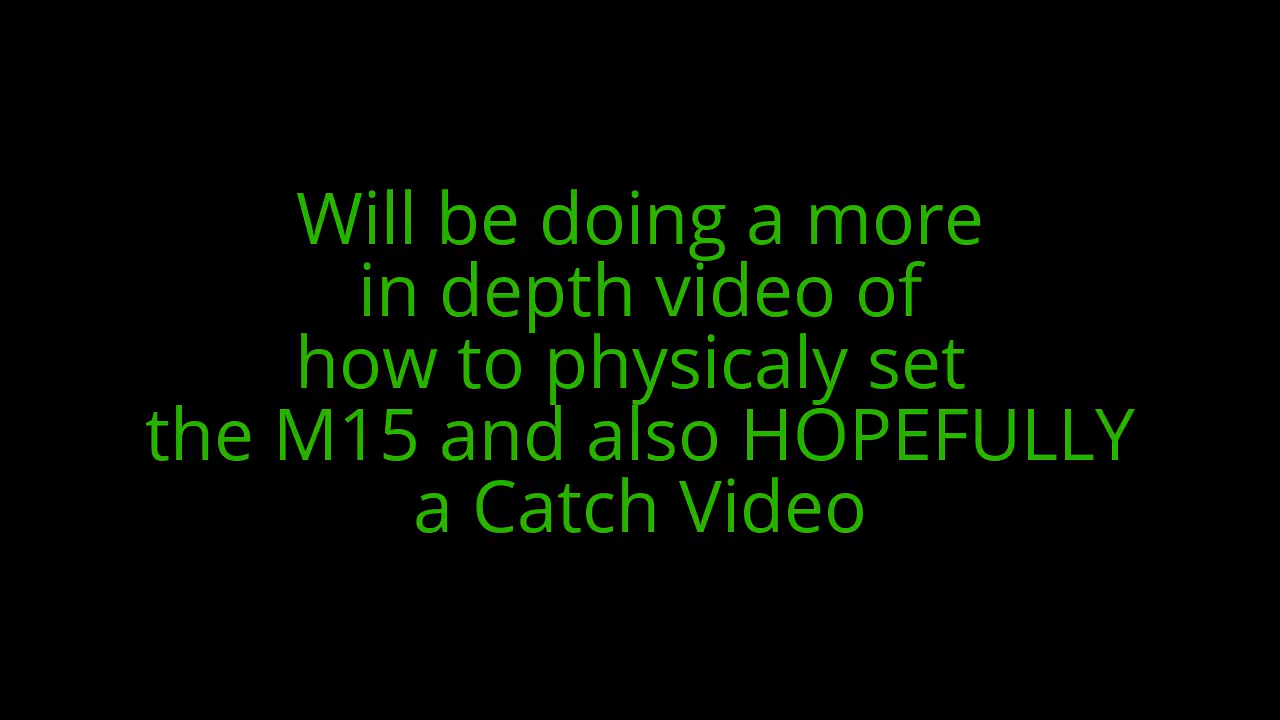 Will be doing a more
in depth video of
how to physicaly set
the M15 and also HOPEFULLY
a Catch Video